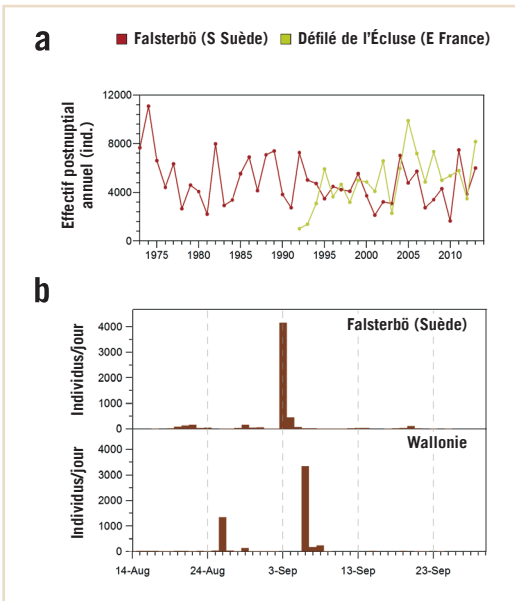 a
Falsterbö (S Suède) Défilé de l'Écluse (E France)
Effectif postnuptial
annuel (ind.)
12000
8000
4000
0
1975 1980 1985 1990 1995 2000 2005 2010
b
Falsterbö (Suède)
Individus/jour
4000
3000
2000
1000
0
Wallonie
Individus/jour
4000
3000
2000
1000
0
14-Aug 24-Aug 3-Sep 13-Sep 23-Sep